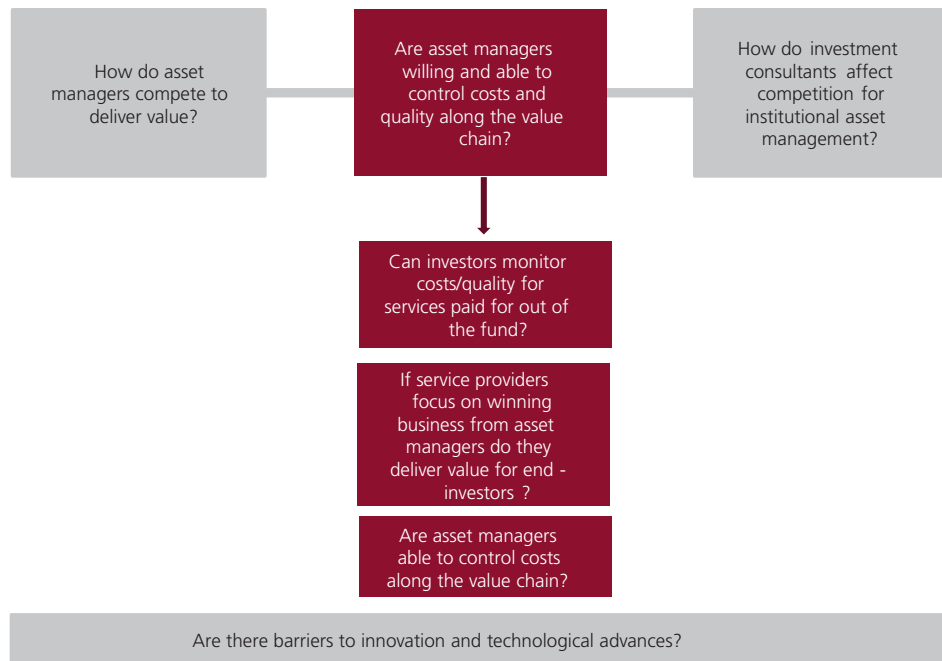 How do asset
managers compete to
deliver value?
Are asset managers
willing and able to
control costs and
quality along the value
chain?
How do investment
consultants affect
competition for
institutional asset
management?
Can investors monitor
costs/quality for
services paid for out of
the fund?
If service providers
focus on winning
business from asset
managers do they
deliver value for end -
investors ?
Are asset managers
able to control costs
along the value chain?
Are there barriers to innovation and technological advances?